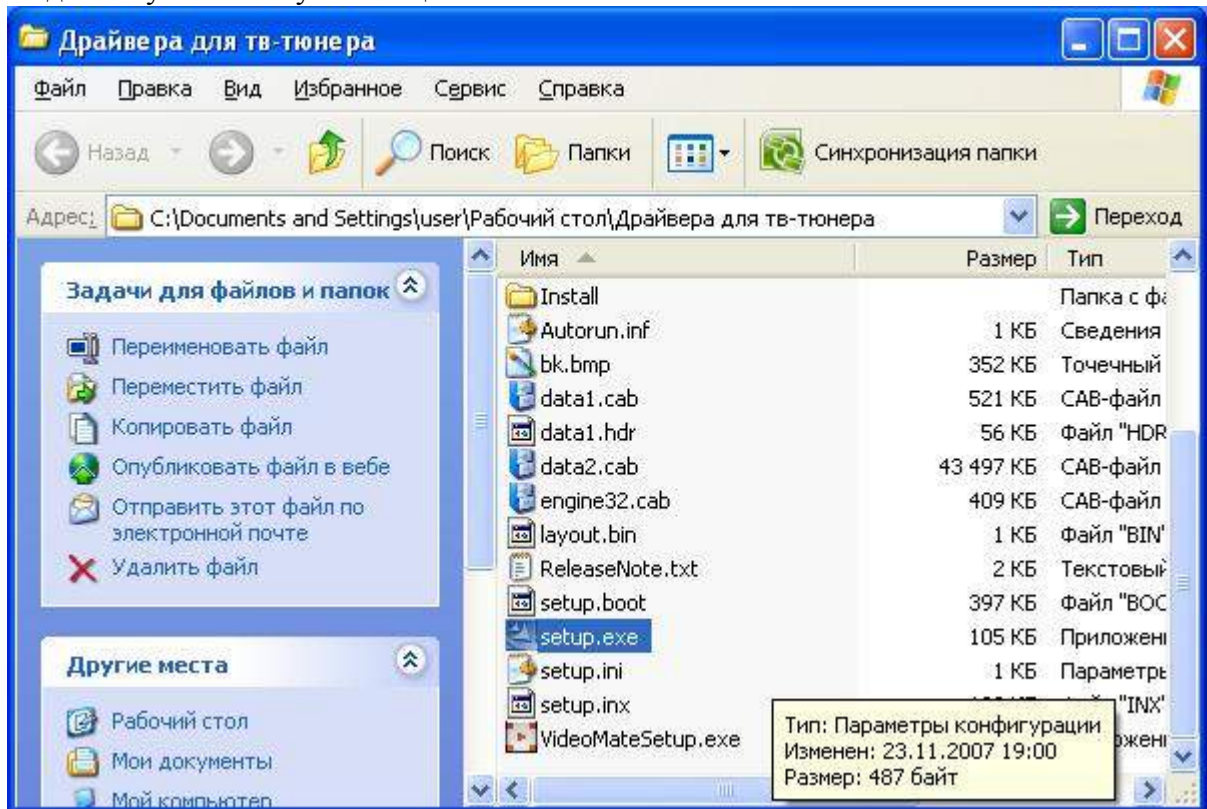 Драйвера для тв-тюнера
Файл Правка Вид Избранное Сервис Справка
Назад Поиск Папки Синхронизация папки
Адрес: C:\Documents and Settings\user\Рабочий стол\Драйвера для тв-тюнера Переход
Задачи для файлов и папок
Переименовать файл
Переместить файл
Копировать файл
Опубликовать файл в вебе
Отправить этот файл по
электронной почте
Удалить файл
Другие места
Рабочий стол
Мои документы
Мой компьютер
Имя Размер Тип
Install Папка с фа
Autorun.inf 1 КБ Сведения
bk.bmp 352 КБ Точечный
data1.cab 521 КБ CAB-файл
data1.hdr 56 КБ Файл "HDR
data2.cab 43 497 КБ CAB-файл
engine32.cab 409 КБ CAB-файл
layout.bin 1 КБ Файл "BIN"
ReleaseNote.txt 2 КБ Текстовый
setup.boot 397 КБ Файл "BOO
setup.exe 105 КБ Приложени
setup.ini 1 КБ Параметры
setup.inx "INX"
VideoMateSetup.exe
Тип: Параметры конфигурации
Изменен: 23.11.2007 19:00
Размер: 487 байт